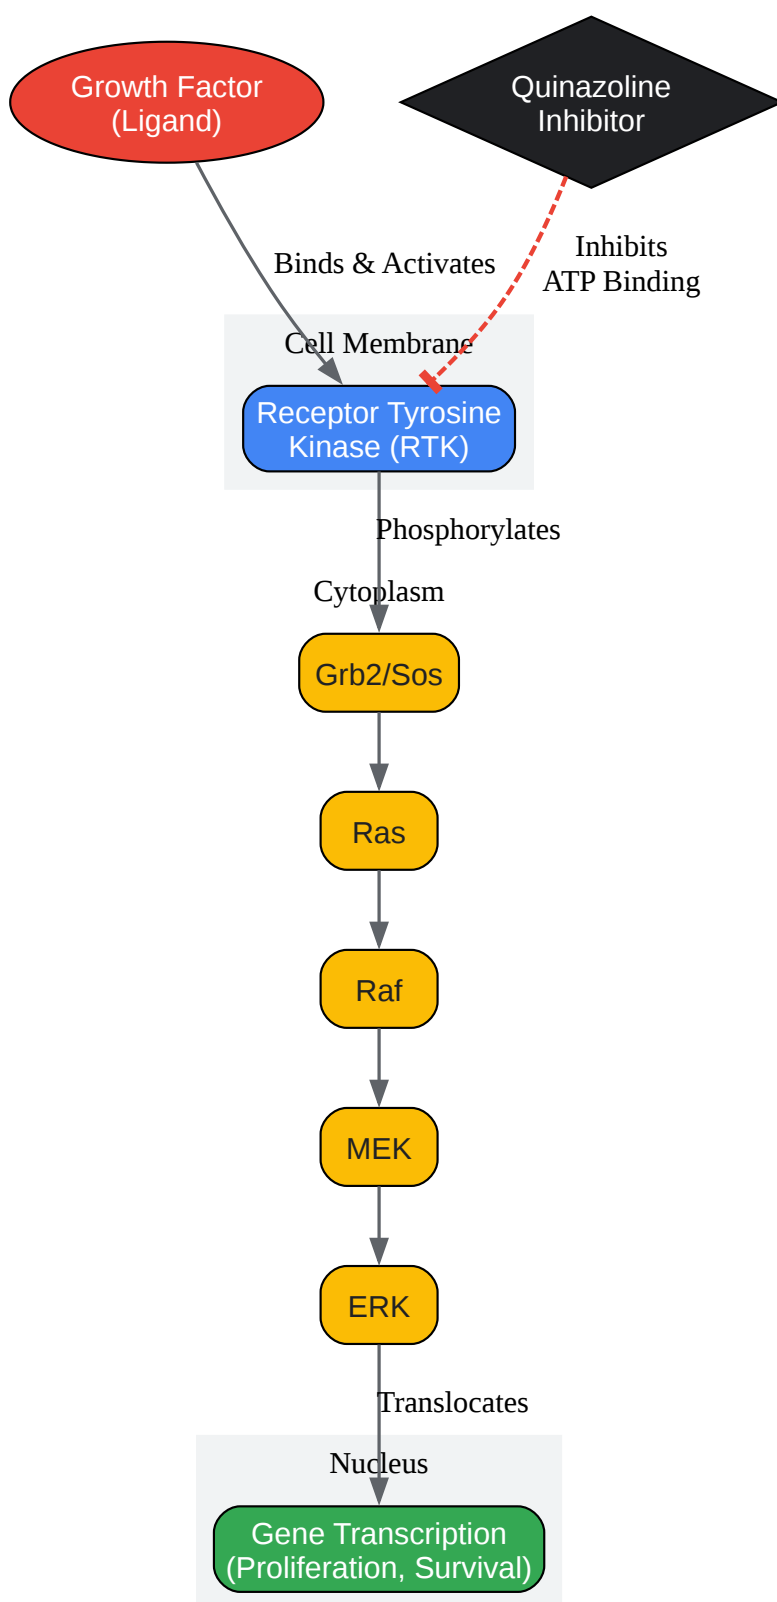 Growth Factor
(Ligand)
Quinazoline
Inhibitor
Binds & Activates
Inhibits
ATP Binding
Cell Membrane
Receptor Tyrosine
Kinase (RTK)
Phosphorylates
Cytoplasm
Grb2/Sos
Ras
Raf
MEK
ERK
Translocates
Nucleus
Gene Transcription
(Proliferation, Survival)